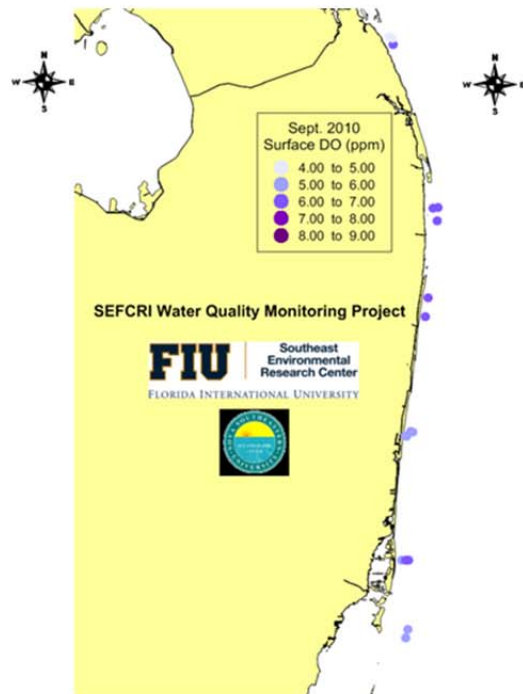 N
W E
S
N
W E
S
Sept. 2010
Surface DO (ppm)
4.00 to 5.00
5.00 to 6.00
6.00 to 7.00
7.00 to 8.00
8.00 to 9.00
SEFCRI Water Quality Monitoring Project
FIU
Southeast
Environmental
Research Center
FLORIDA INTERNATIONAL UNIVERSITY